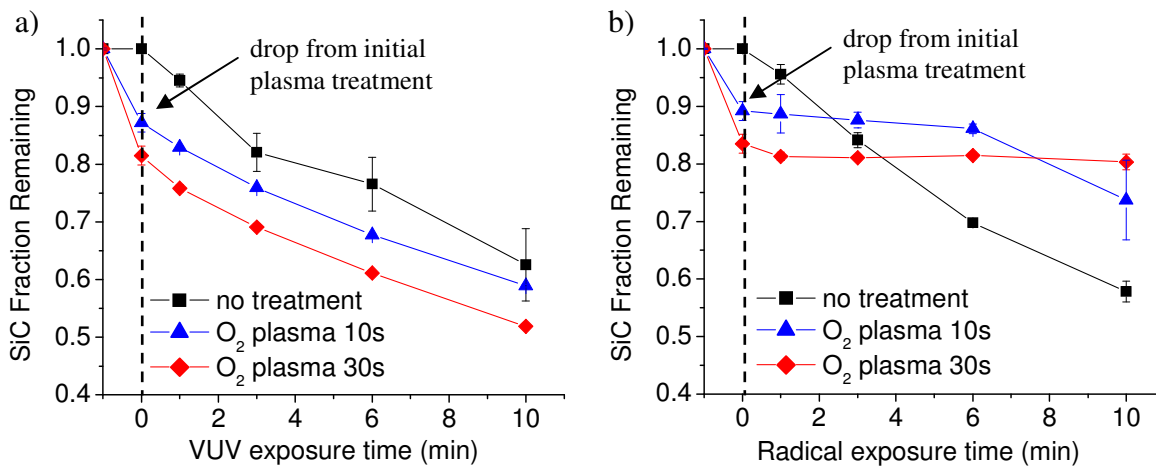 a)
drop from initial
plasma treatment
SiC Fraction Remaining
1.0
0.9
0.8
0.7
0.6
0.5
0.4
no treatment
O2 plasma 10s
O2 plasma 30s
0 2 4 6 8 10
VUV exposure time (min)
b)
drop from initial
plasma treatment
SiC Fraction Remaining
1.0
0.9
0.8
0.7
0.6
0.5
0.4
no treatment
O2 plasma 10s
O2 plasma 30s
0 2 4 6 8 10
Radical exposure time (min)